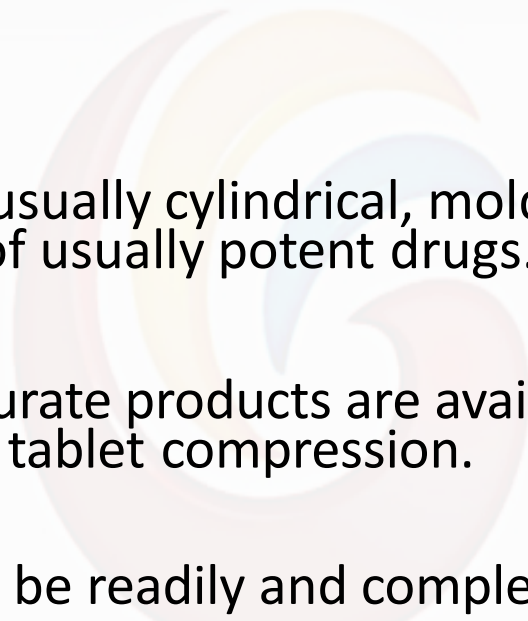 usually cylindrical, mol
of usually potent drugs.
urate products are avai
tablet compression.
be readily and comple